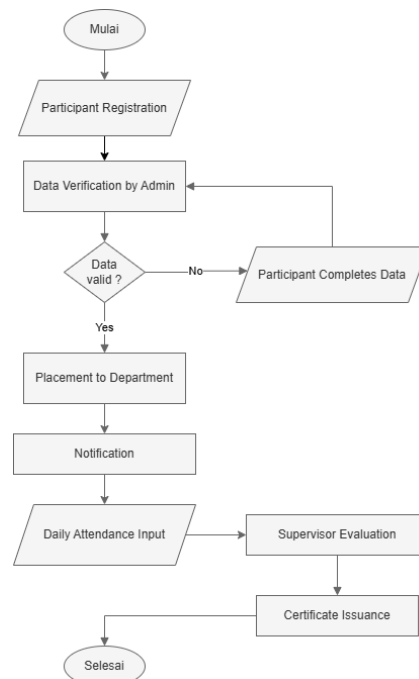 Mulai
Participant Registration
Data Verification by Admin
Data
valid ?
No
Participant Completes Data
Yes
Placement to Department
Notification
Daily Attendance Input
Supervisor Evaluation
Certificate Issuance
Selesai